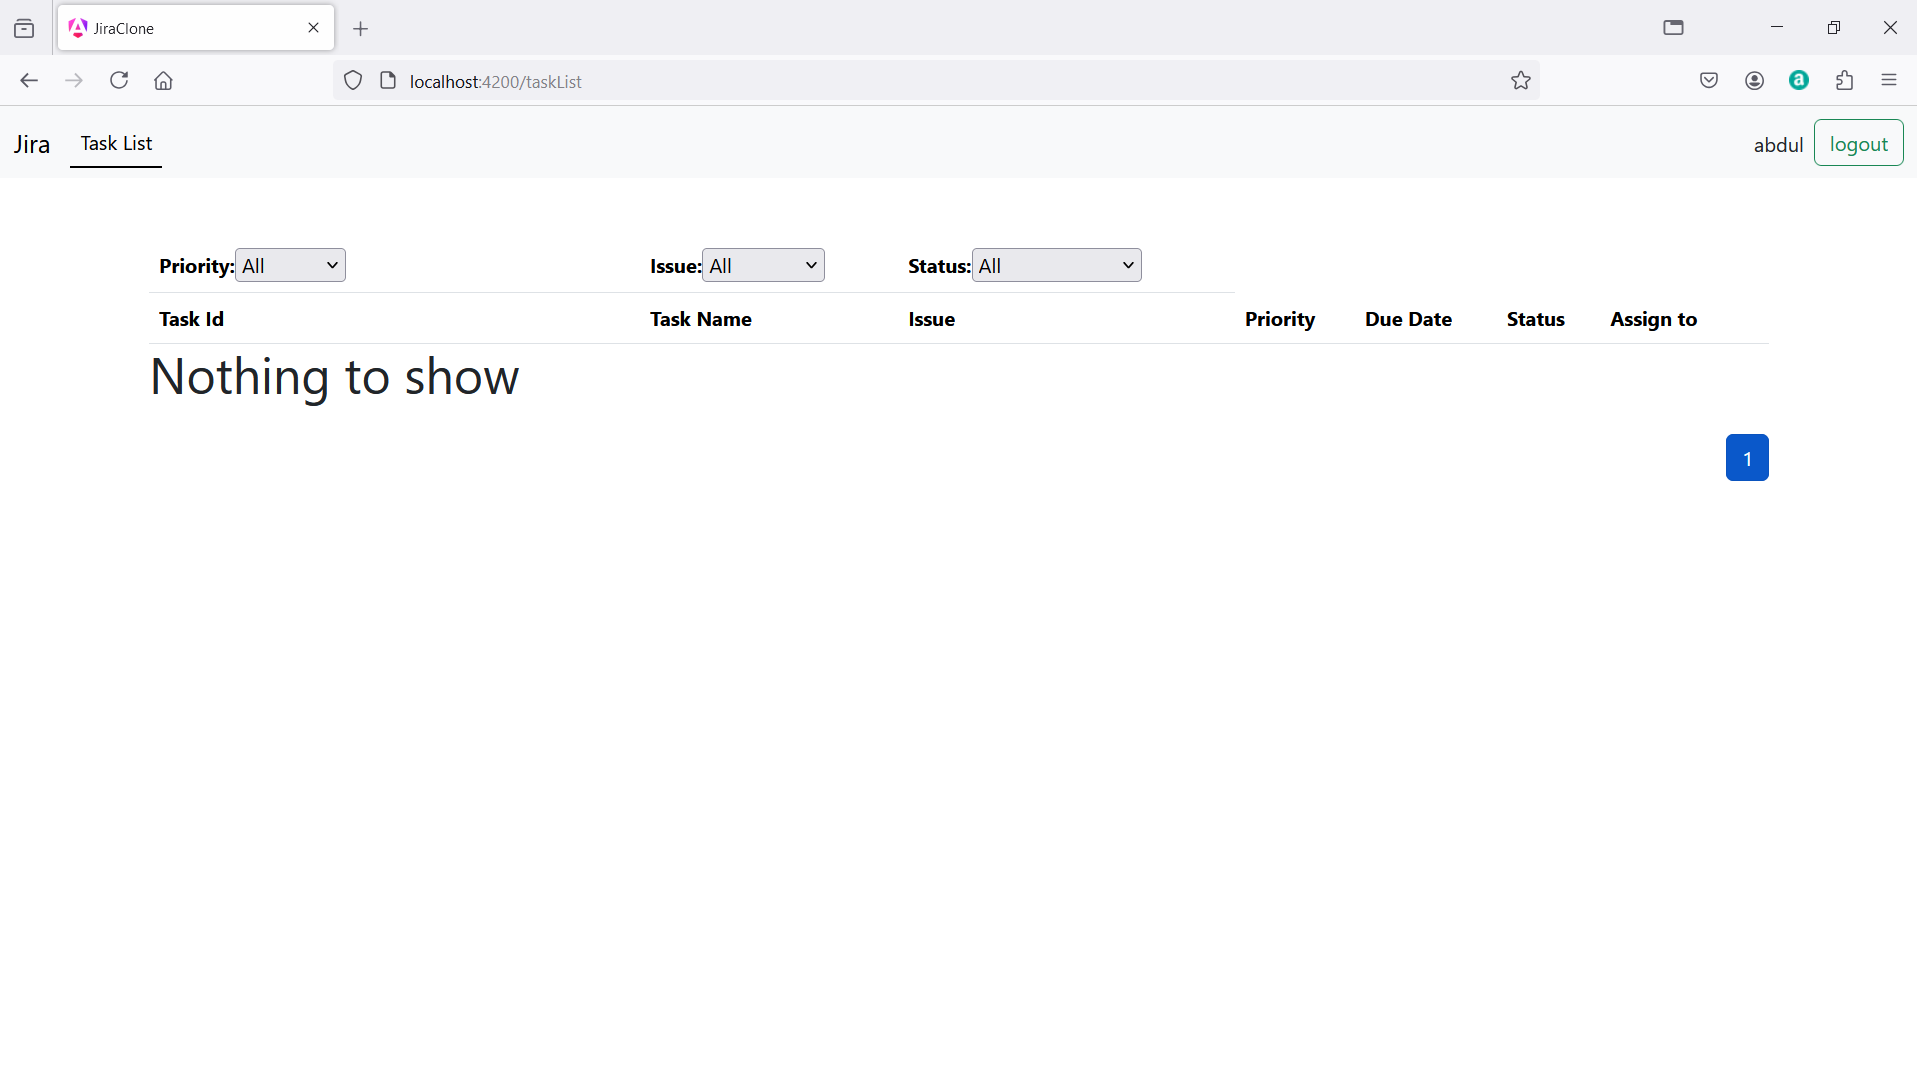 JiraClone
localhost:4200/taskList
Jira Task List abdul logout
Priority: All Issue: All Status: All
Task Id Task Name Issue Priority Due Date Status Assign to
Nothing to show
1